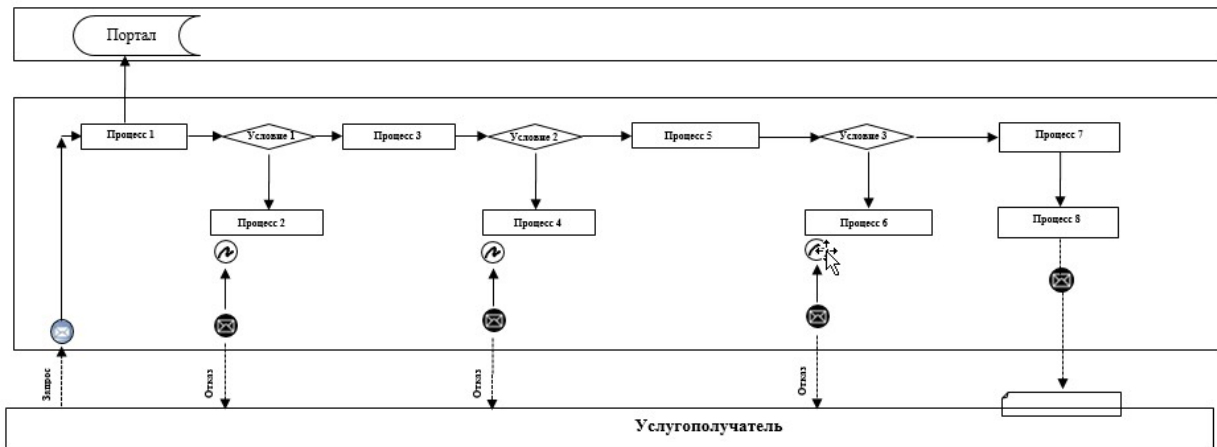 Портал
Процесс 1
Условие 1
Процесс 3
Условие 2
Процесс 5
Условие 3
Процесс 7
Процесс 2
Процесс 4
Процесс 6
Процесс 8
Запрос
Отказ
Отказ
Отказ
Услугополучатель